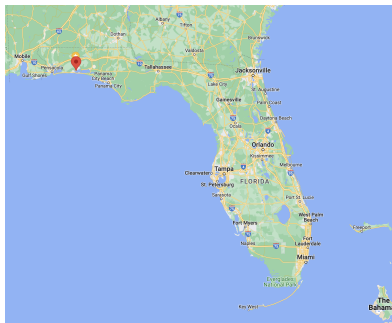 Albany
Tifton
Dothan
Brunswick
Mobile
Valdosta
Pensacola
Tallahassee
Jacksonville
Gulf Shores
Panama
City Beach
Panama City
Lake City
St. Augustine
Gainesville
Palm Coast
Ocala
Daytona Beach
Orlando
Kissimmee
Clearwater
Tampa
Melbourne
St. Petersburg
FLORIDA
Sarasota
Port St. Lucie
Fort Myers
West Palm
Beach
Freeport
Naples
Fort
Lauderdale
Miami
Everglades
National Park
The
Bahamas
Key West